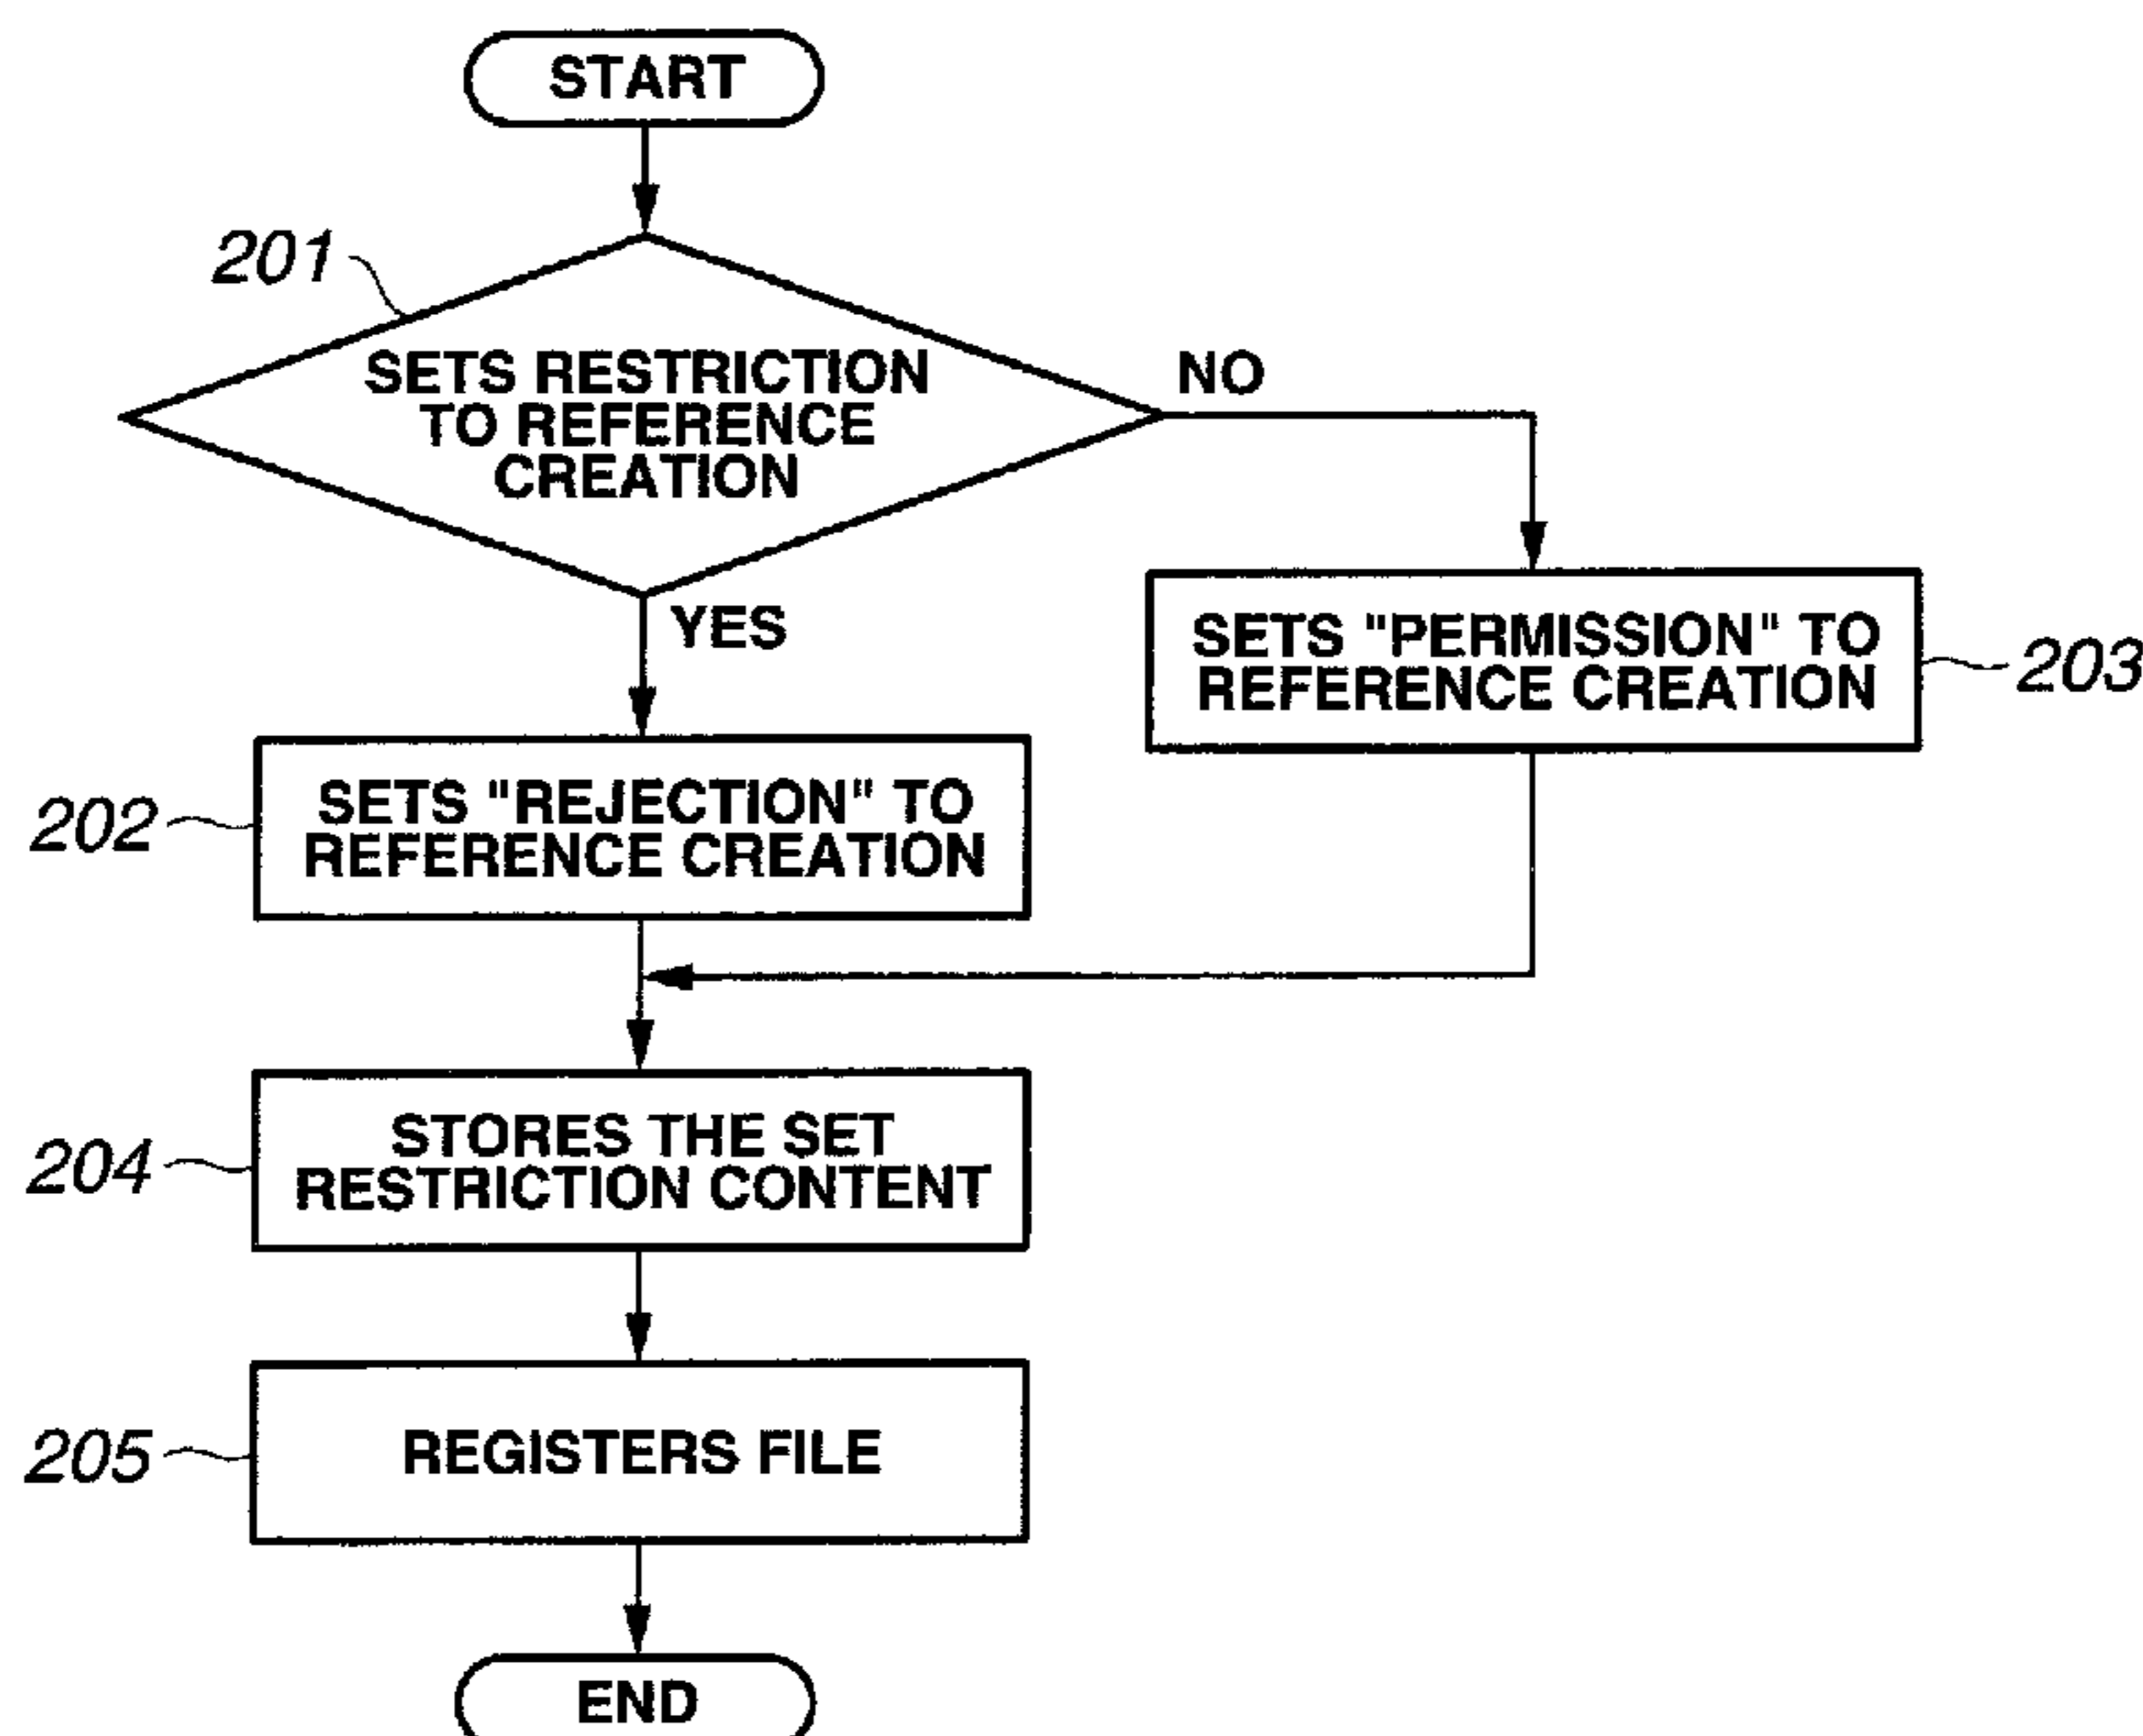 START
201
SETS RESTRICTION
TO REFERENCE
CREATION
NO
YES
SETS "PERMISSION" TO
REFERENCE CREATION
203
202
SETS "REJECTION" TO
REFERENCE CREATION
204
STORES THE SET
RESTRICTION CONTENT
205
REGISTERS FILE
END